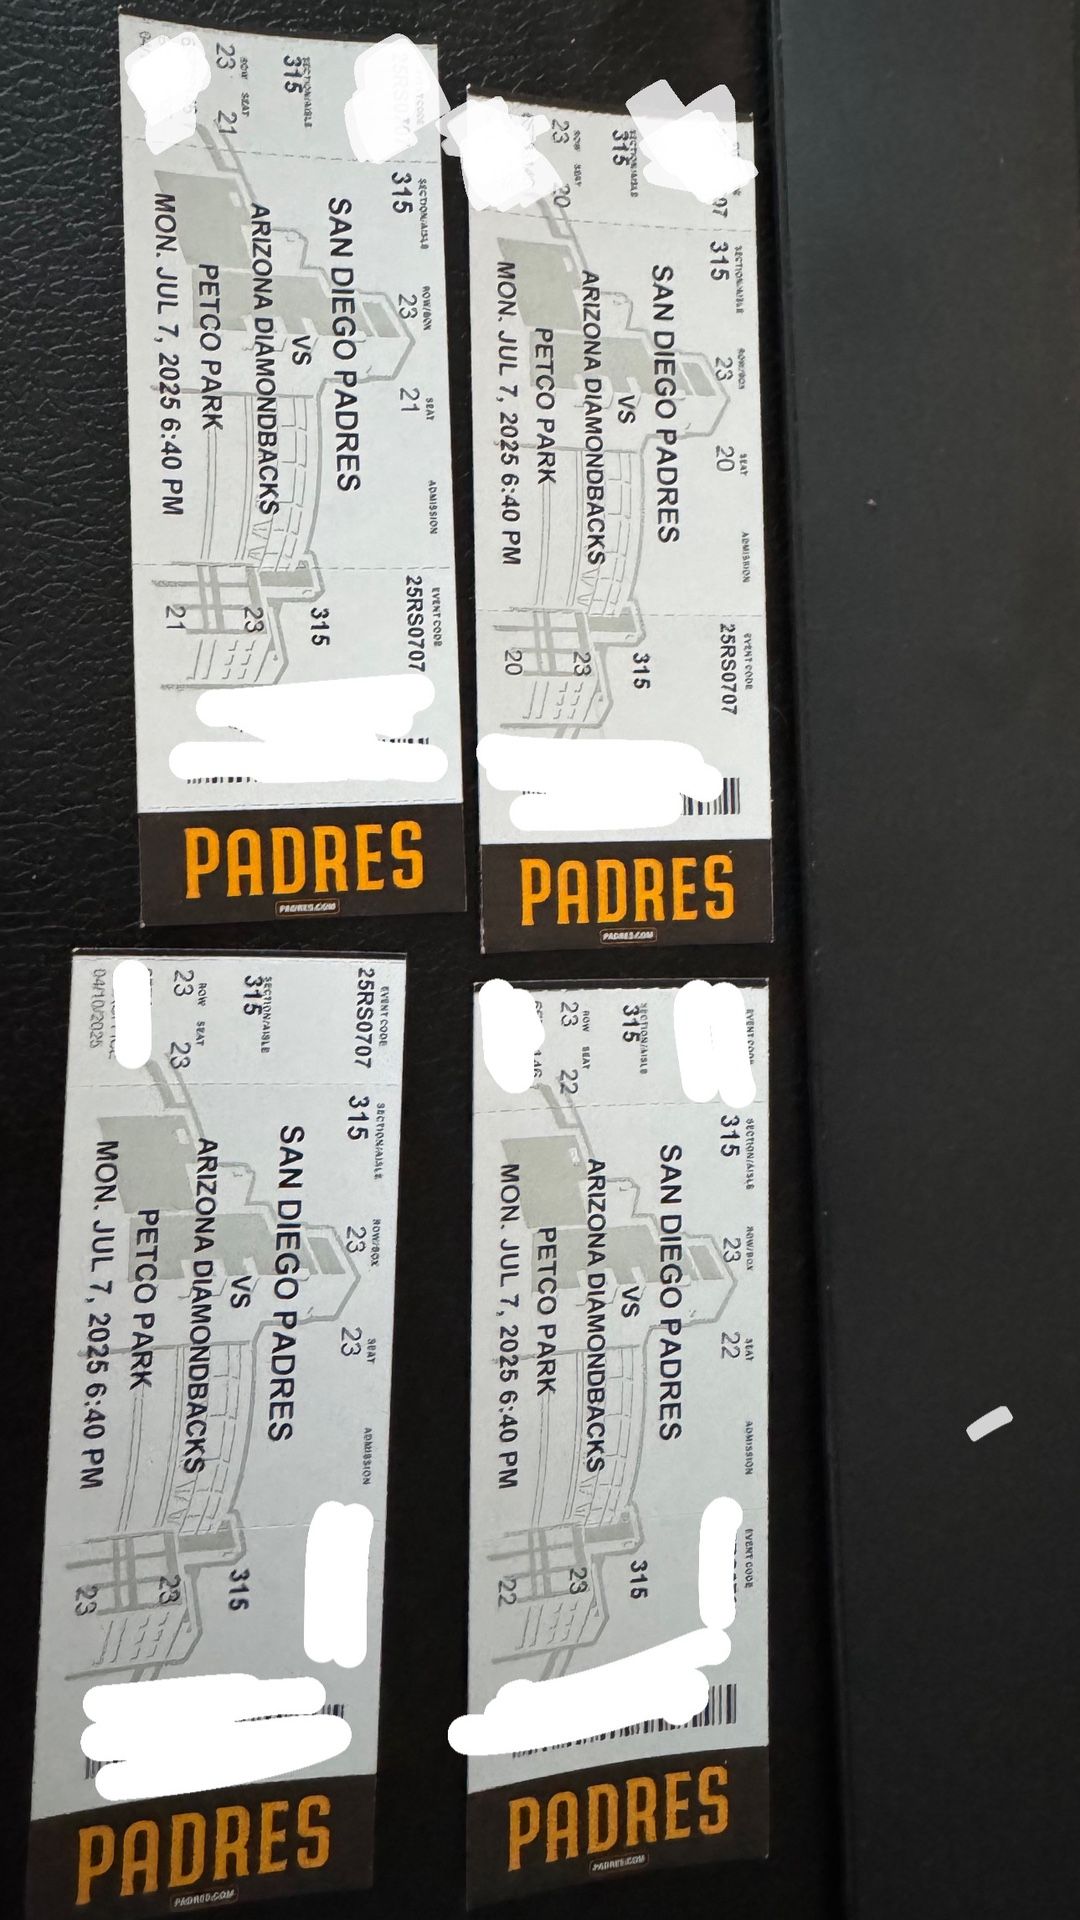 SECTION/AISLE
315
ROW SEAT
23 21
SECTION/AISLE ROW/BOX SEAT ADMISSION
315 23 21
SAN DIEGO PADRES
VS
ARIZONA DIAMONDBACKS
PETCO PARK
MON. JUL 7, 2025 6:40 PM
EVENT CODE
25RS0707
315
23
21
PADRES
PADRES.COM
07
SECTION/AISLE
315
ROW SEAT
23 20
SECTION/AISLE ROW/BOX SEAT ADMISSION
315 23 20
SAN DIEGO PADRES
VS
ARIZONA DIAMONDBACKS
PETCO PARK
MON. JUL 7, 2025 6:40 PM
EVENT CODE
25RS0707
315
23
20
PADRES
PADRES.COM
EVENT CODE
25RS0707
SECTION/AISLE
315
ROW SEAT
23 23
04/10/2025
SECTION/AISLE ROW/BOX SEAT ADMISSION
315 23 23
SAN DIEGO PADRES
VS
ARIZONA DIAMONDBACKS
PETCO PARK
MON. JUL 7, 2025 6:40 PM
315
23
23
PADRES
PADRES.COM
EVENT CODE
SECTION/AISLE
315
ROW SEAT
23 22
SECTION/AISLE ROW/BOX SEAT ADMISSION
315 23 22
SAN DIEGO PADRES
VS
ARIZONA DIAMONDBACKS
PETCO PARK
MON. JUL 7, 2025 6:40 PM
EVENT CODE
315
23
22
PADRES
PADRES.COM